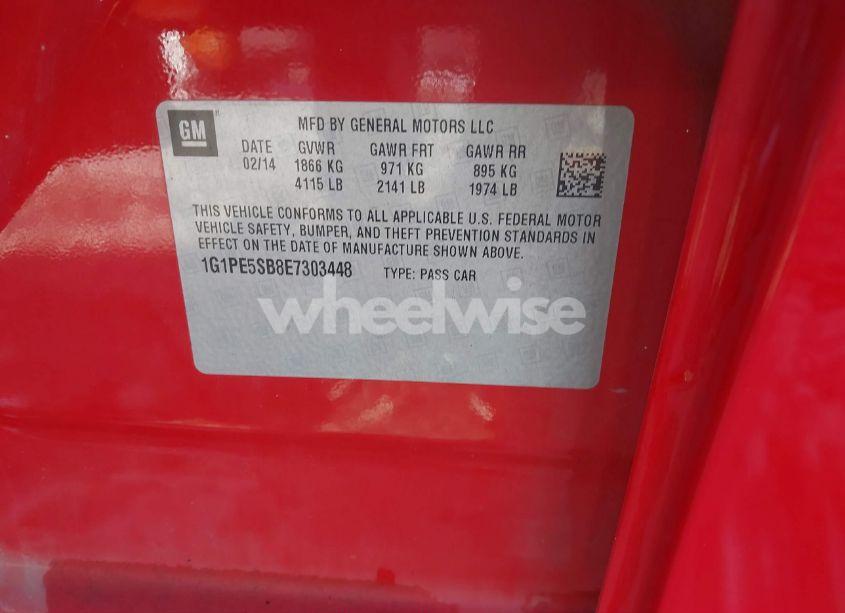 GM
MFD BY GENERAL MOTORS LLC
DATE GVWR GAWR FRT GAWR RR
02/14 1866 KG 971 KG 895 KG
4115 LB 2141 LB 1974 LB
THIS VEHICLE CONFORMS TO ALL APPLICABLE U.S. FEDERAL MOTOR
VEHICLE SAFETY, BUMPER, AND THEFT PREVENTION STANDARDS IN
EFFECT ON THE DATE OF MANUFACTURE SHOWN ABOVE.
1G1PE5SB8E7303448 TYPE: PASS CAR
wheelwise